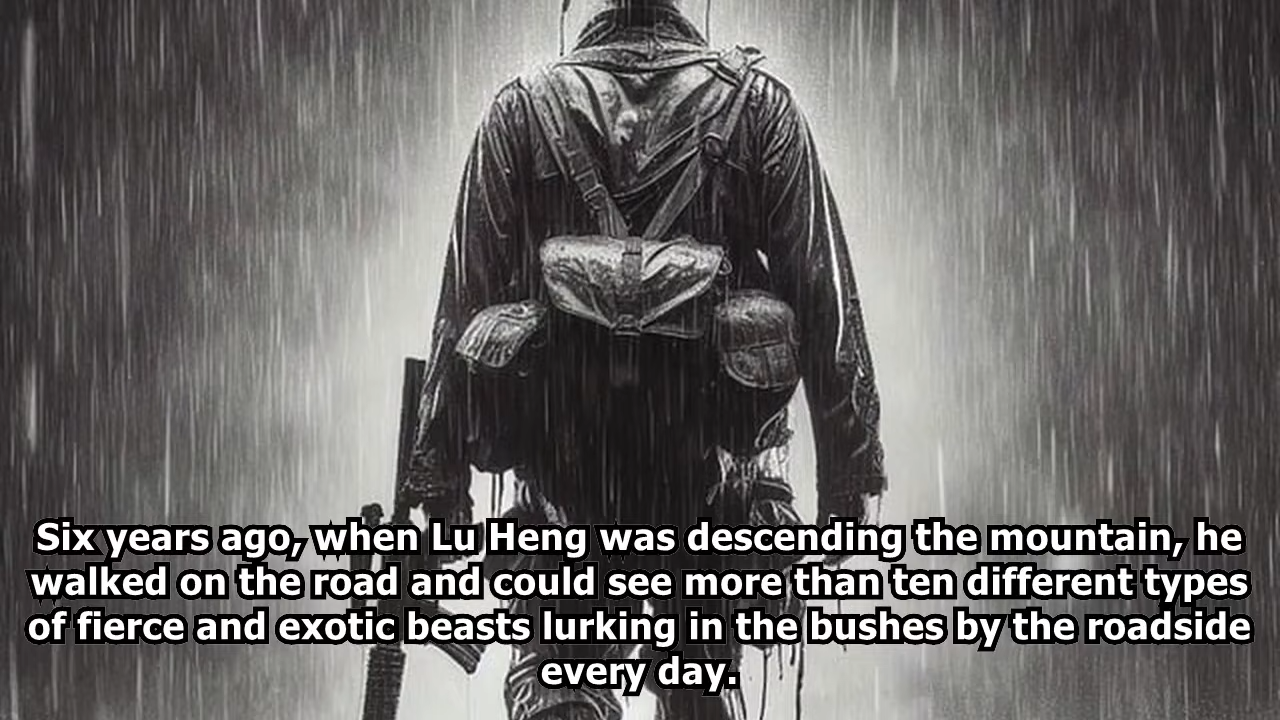 Six years ago, when Lu Heng was descending the mountain, he
walked on the road and could see more than ten different types
of fierce and exotic beasts lurking in the bushes by the roadside
every day.